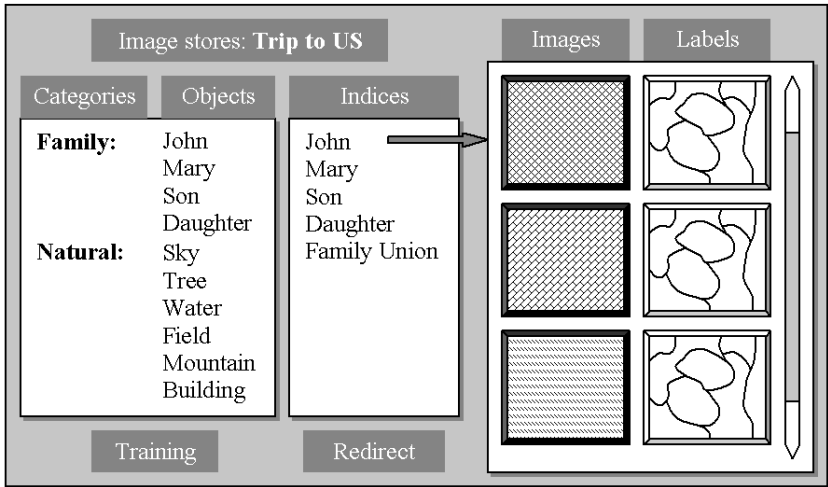 Image stores: Trip to US
Images
Labels
Categories
Objects
Indices
Family:
John
Mary
Son
Daughter
Natural:
Sky
Tree
Water
Field
Mountain
Building
John
Mary
Son
Daughter
Family Union
Training
Redirect